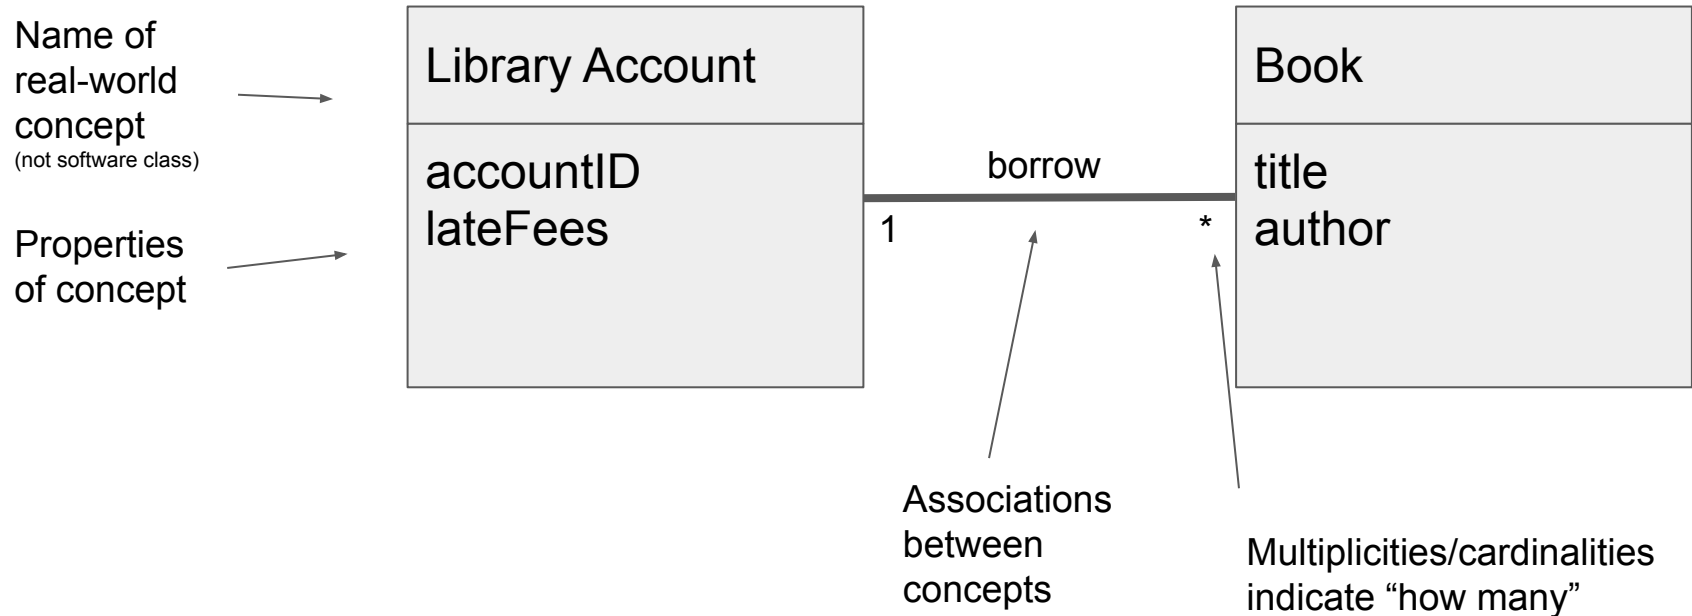 Name of
real-world
concept
(not software class)
Properties
of concept
Library Account
accountID
lateFees
borrow
1
*
Book
title
author
Associations
between
concepts
Multiplicities/cardinalities
indicate “how many”